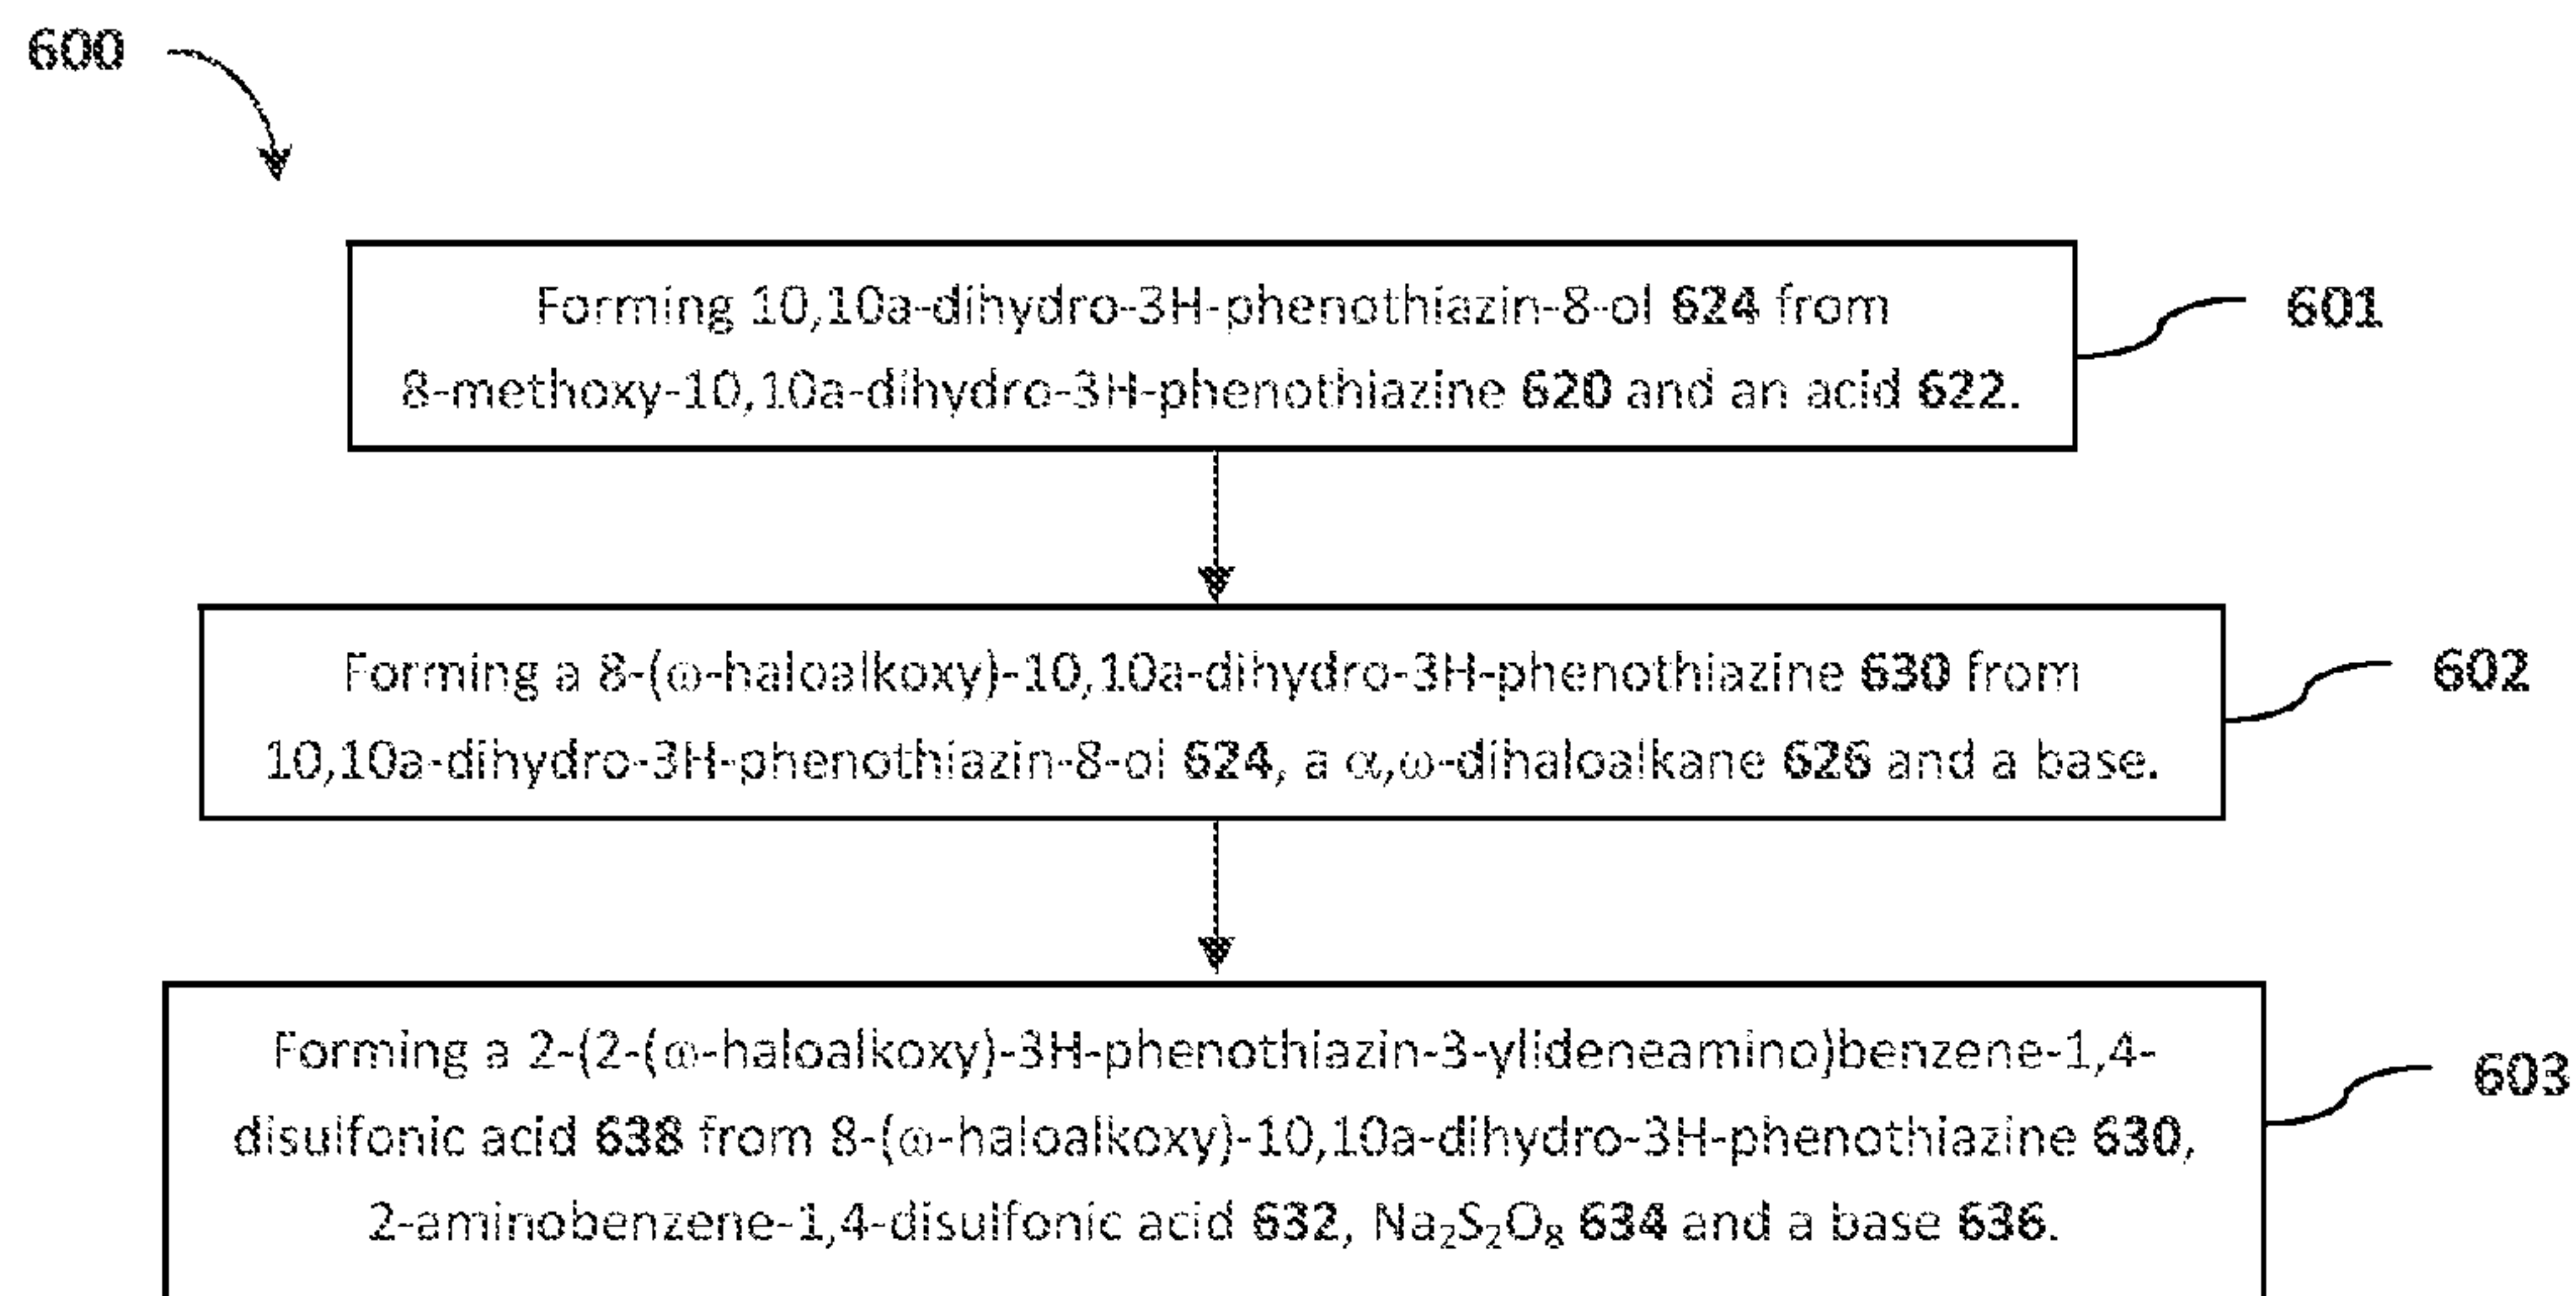 600
Forming 10,10a-dihydro-3H-phenothiazin-8-ol 624 from
8-methoxy-10,10a-dihydro-3H-phenothiazine 620 and an acid 622.
601
Forming a 8-(ω-haloalkoxy)-10,10a-dihydro-3H-phenothiazine 630 from
10,10a-dihydro-3H-phenothiazin-8-ol 624, a α,ω-dihaloalkane 626 and a base.
602
Forming a 2-(2-(ω-haloalkoxy)-3H-phenothiazin-3-ylideneamino)benzene-1,4-
disulfonic acid 638 from 8-(ω-haloalkoxy)-10,10a-dihydro-3H-phenothiazine 630,
2-aminobenzene-1,4-disulfonic acid 632, Na₂S₂O₈ 634 and a base 636.
603